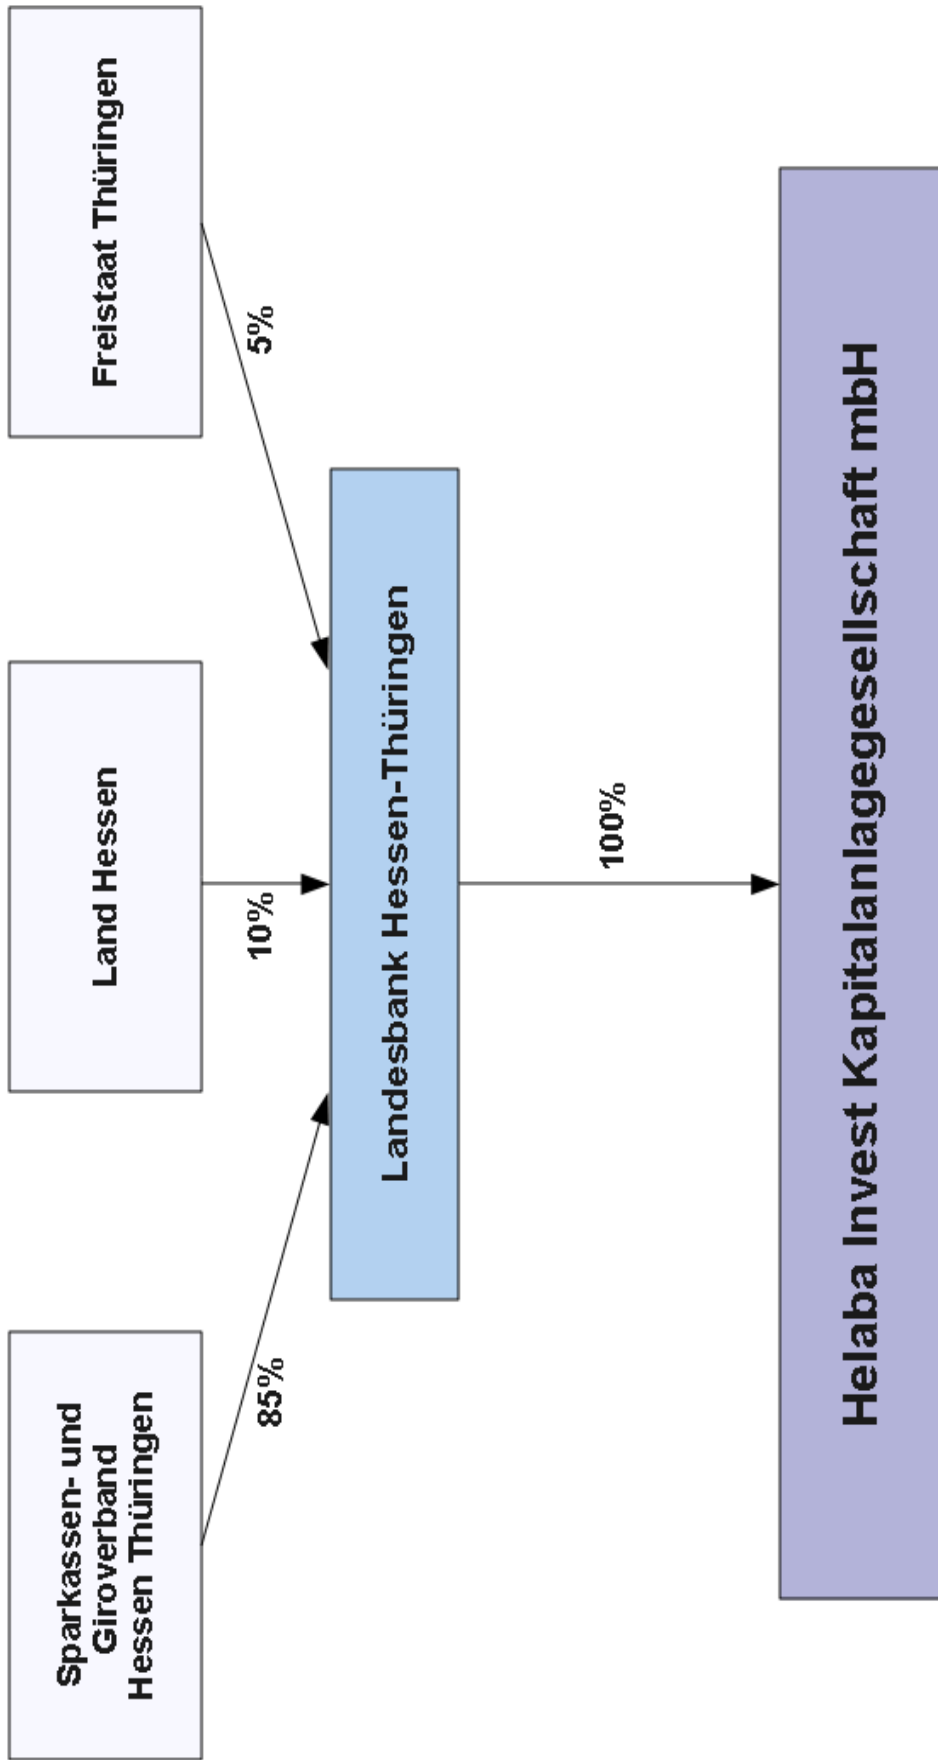 Sparkassen- und
Giroverband
Hessen Thüringen
Land Hessen
Freistaat Thüringen
85%
10%
5%
Landesbank Hessen-Thüringen
100%
Helaba Invest Kapitalanlagegesellschaft mbH